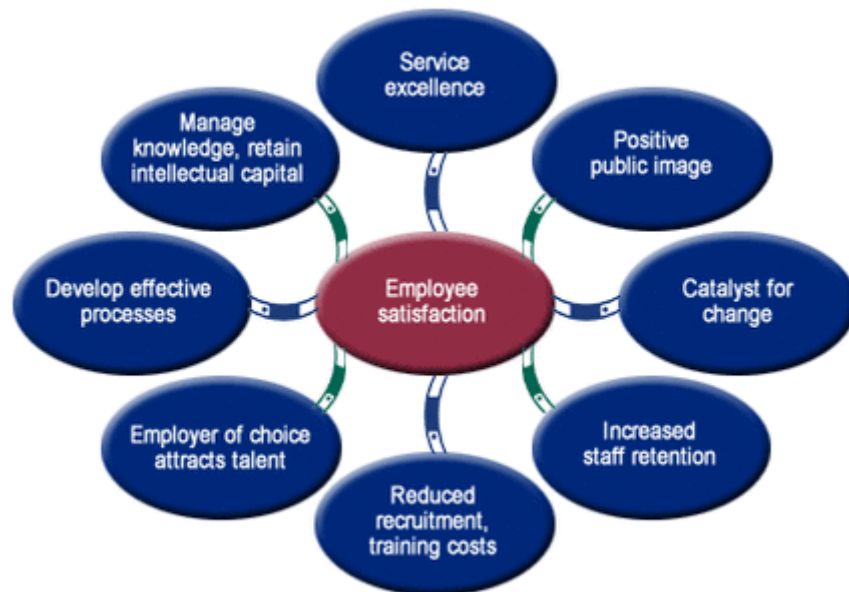 Service
excellence
Positive
public image
Catalyst for
change
Increased
staff retention
Reduced
recruitment,
training costs
Employer of choice
attracts talent
Develop effective
processes
Manage
knowledge, retain
intellectual capital
Employee
satisfaction